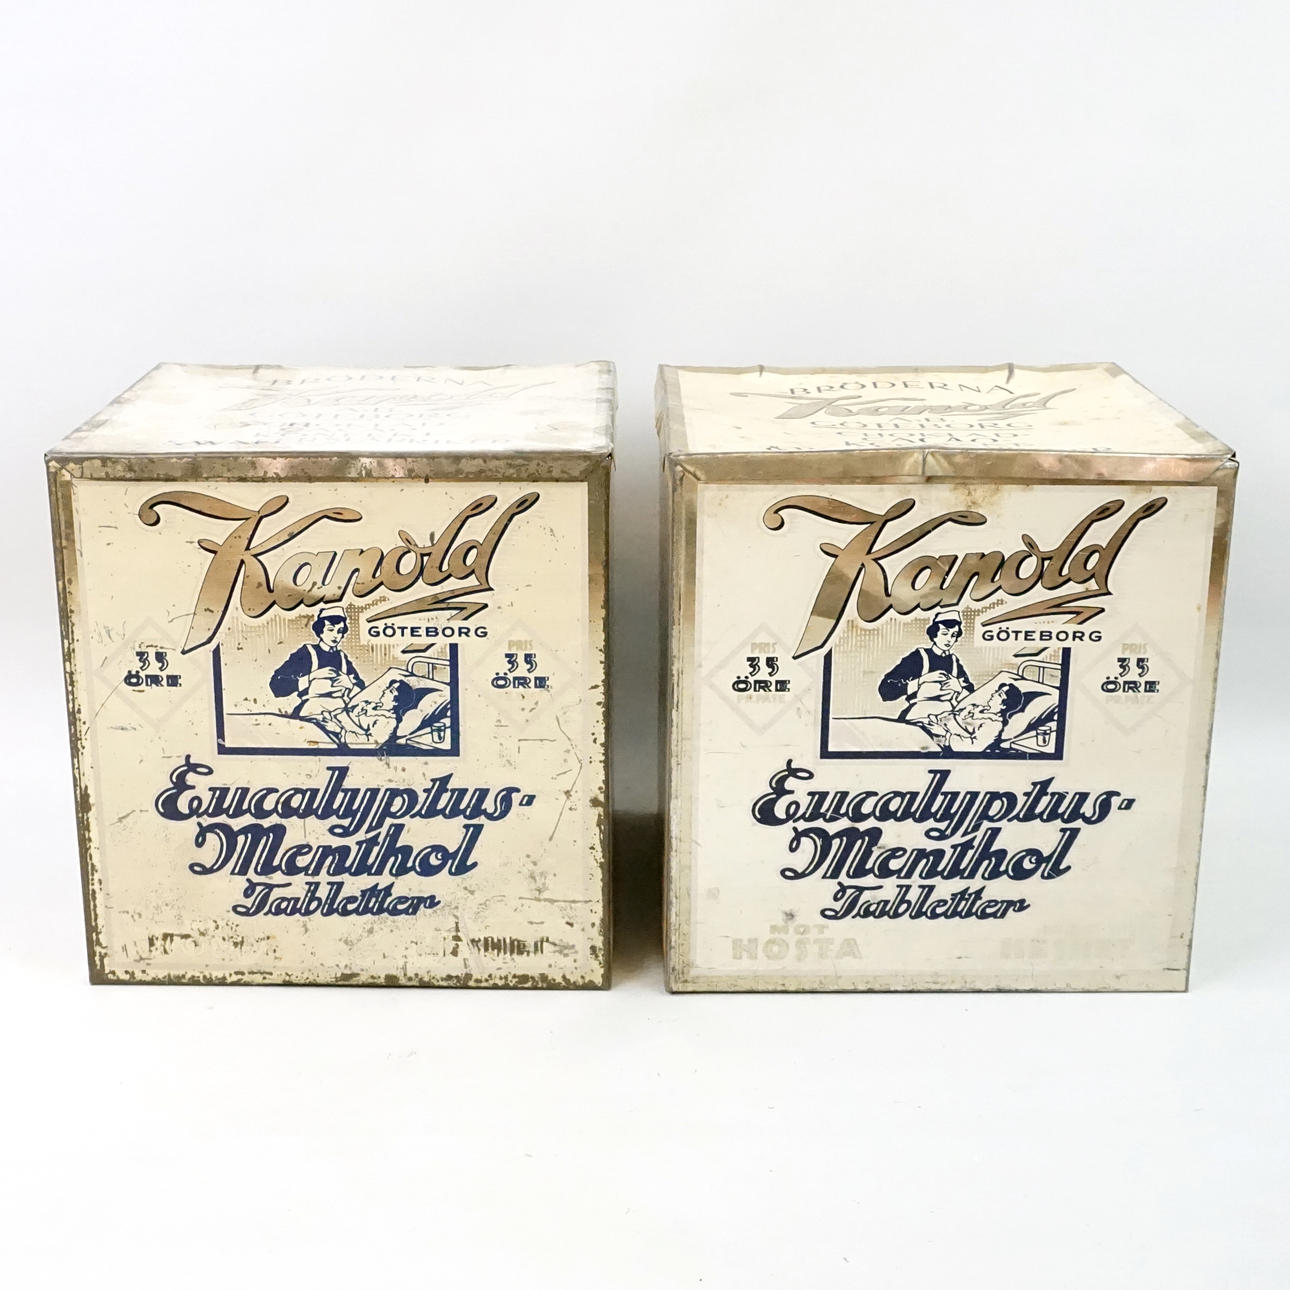 BRÖDERNA
GÖTEBORG
Kanold
GÖTEBORG
35
ÖRE
PRIS
35
ÖRE
Eucalyptus-
Menthol
Tabletter
BRÖDERNA
Kanold
A.B.
GÖTEBORG
Kanold
GÖTEBORG
PRIS
35
ÖRE
PRIS
35
ÖRE
Eucalyptus-
Menthol
Tabletter
MOT
HOSTA